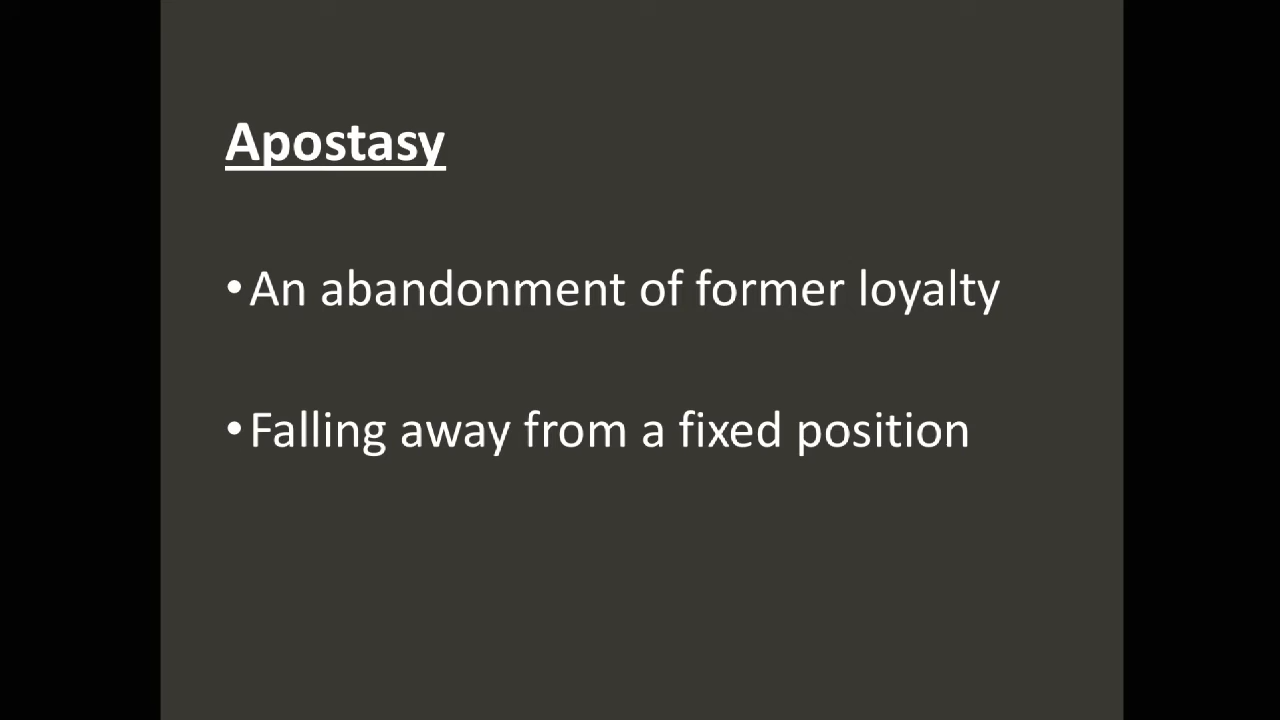 Apostasy
•An abandonment of former loyalty
•Falling away from a fixed position